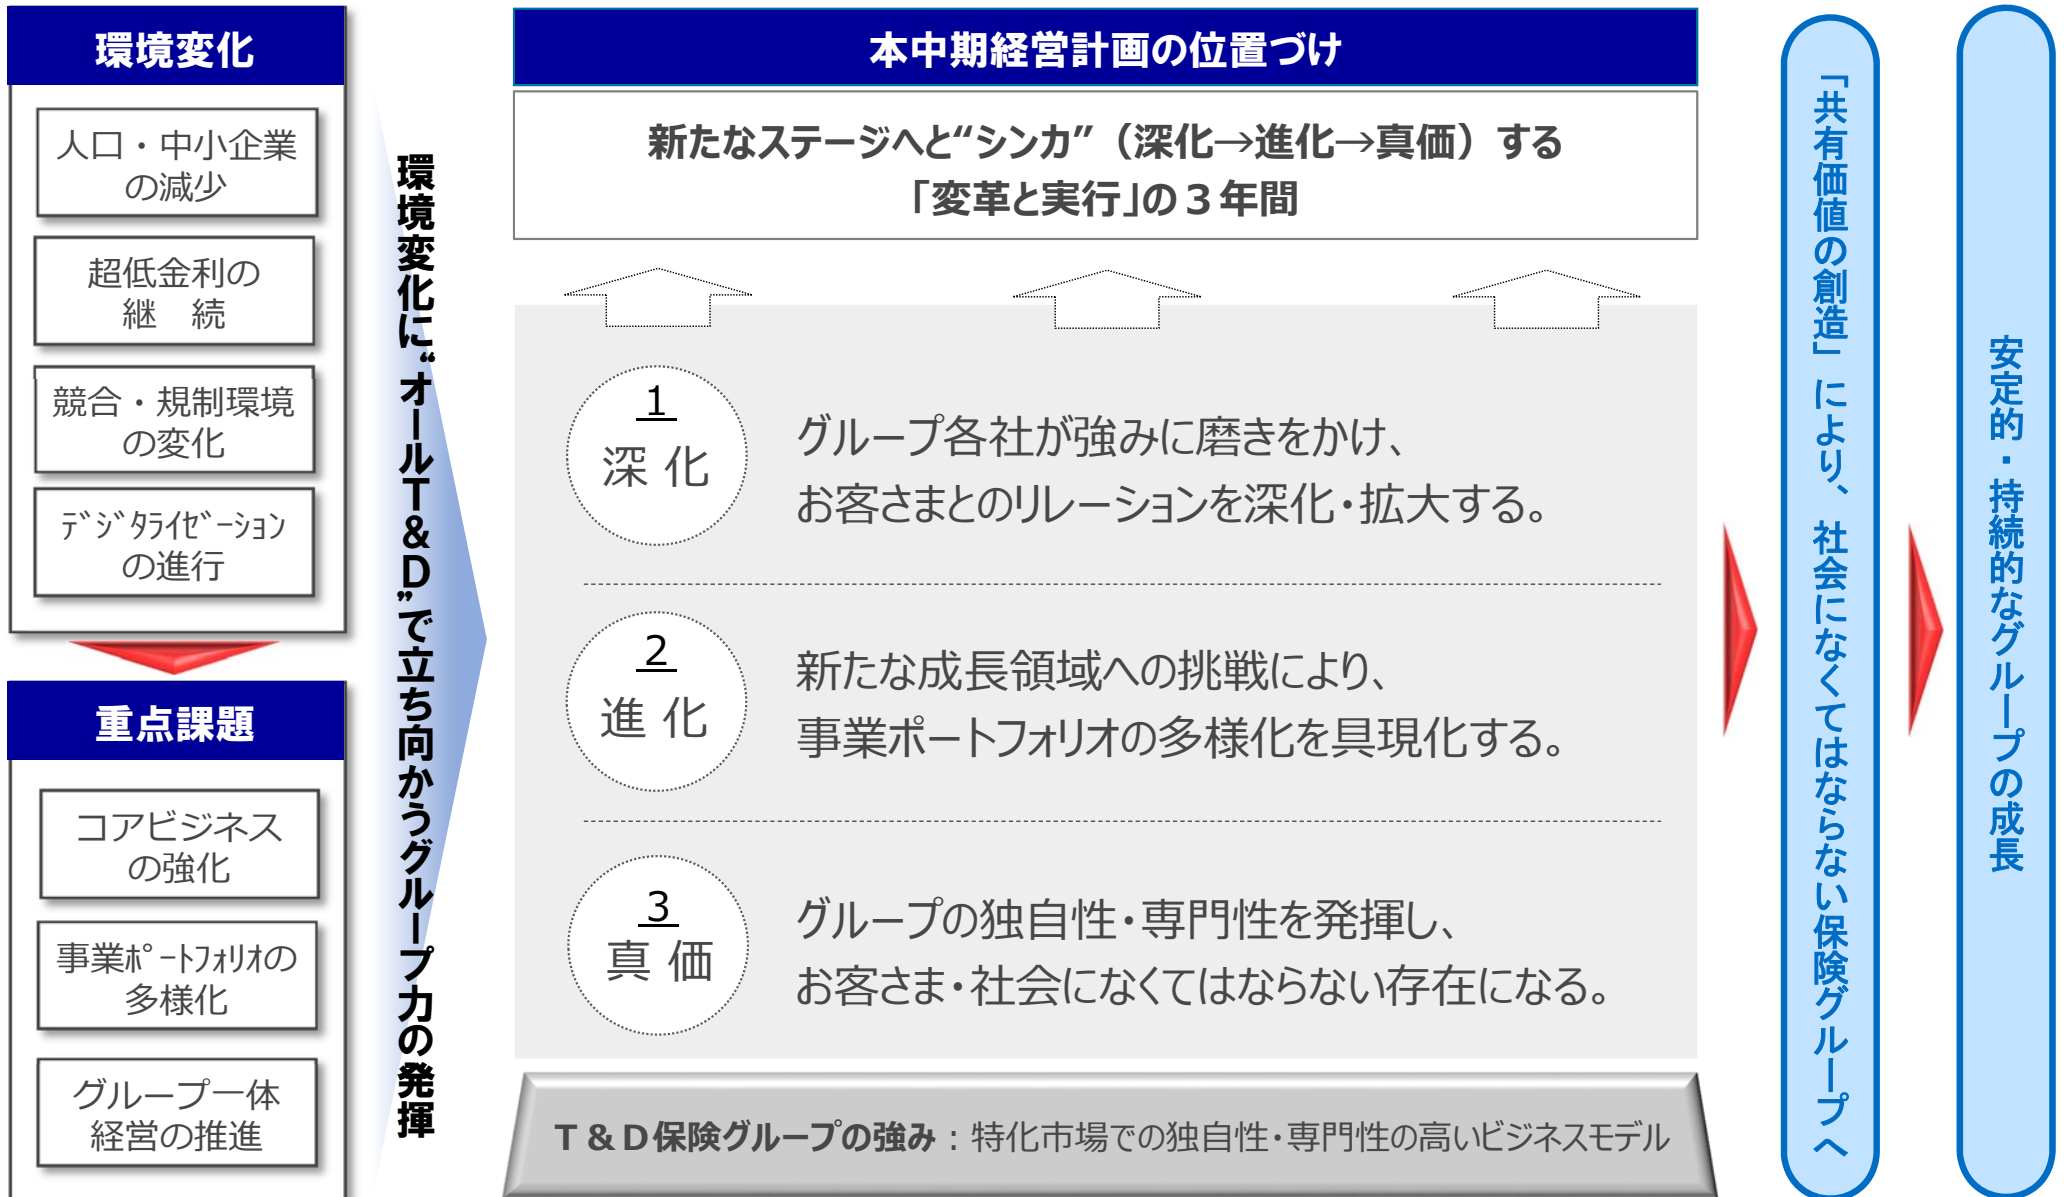 環境変化
人口・中小企業
の減少
超低金利の
継　続
競合・規制環境
の変化
ﾃﾞｼﾞﾀﾗｲｾﾞｰｼｮﾝ
の進行
重点課題
コアビジネス
の強化
事業ﾎﾟｰﾄﾌｫﾘｵの
多様化
グループ一体
経営の推進
環境変化に“オールT＆D”で立ち向かうグループ力の発揮
本中期経営計画の位置づけ
新たなステージへと“シンカ”（深化→進化→真価）する
「変革と実行」の３年間
1
深 化
グループ各社が強みに磨きをかけ、
お客さまとのリレーションを深化・拡大する。
2
進 化
新たな成長領域への挑戦により、
事業ポートフォリオの多様化を具現化する。
3
真 価
グループの独自性・専門性を発揮し、
お客さま・社会になくてはならない存在になる。
Ｔ＆Ｄ保険グループの強み：特化市場での独自性・専門性の高いビジネスモデル
「共有価値の創造」により、社会になくてはならない保険グループへ
安定的・持続的なグループの成長